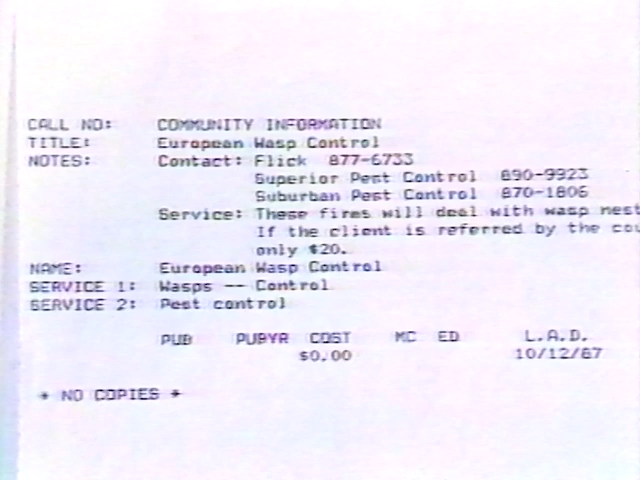 CALL NO: COMMUNITY INFORMATION
TITLE: European Wasp Control
NOTES: Contact: Flick 877-6733
Superior Pest Control 890-9923
Suburban Pest Control 870-1806
Service: These firms will deal with wasp nest
If the client is referred by the cou
only $20.
NAME: European Wasp Control
SERVICE 1: Wasps -- Control
SERVICE 2: Pest control
PUB PUBYR COST MC ED L.A.D.
$0.00 10/12/87
* NO COPIES *